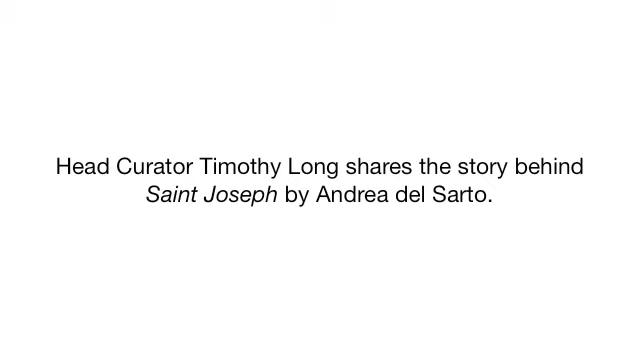 Head Curator Timothy Long shares the story behind
Saint Joseph by Andrea del Sarto.